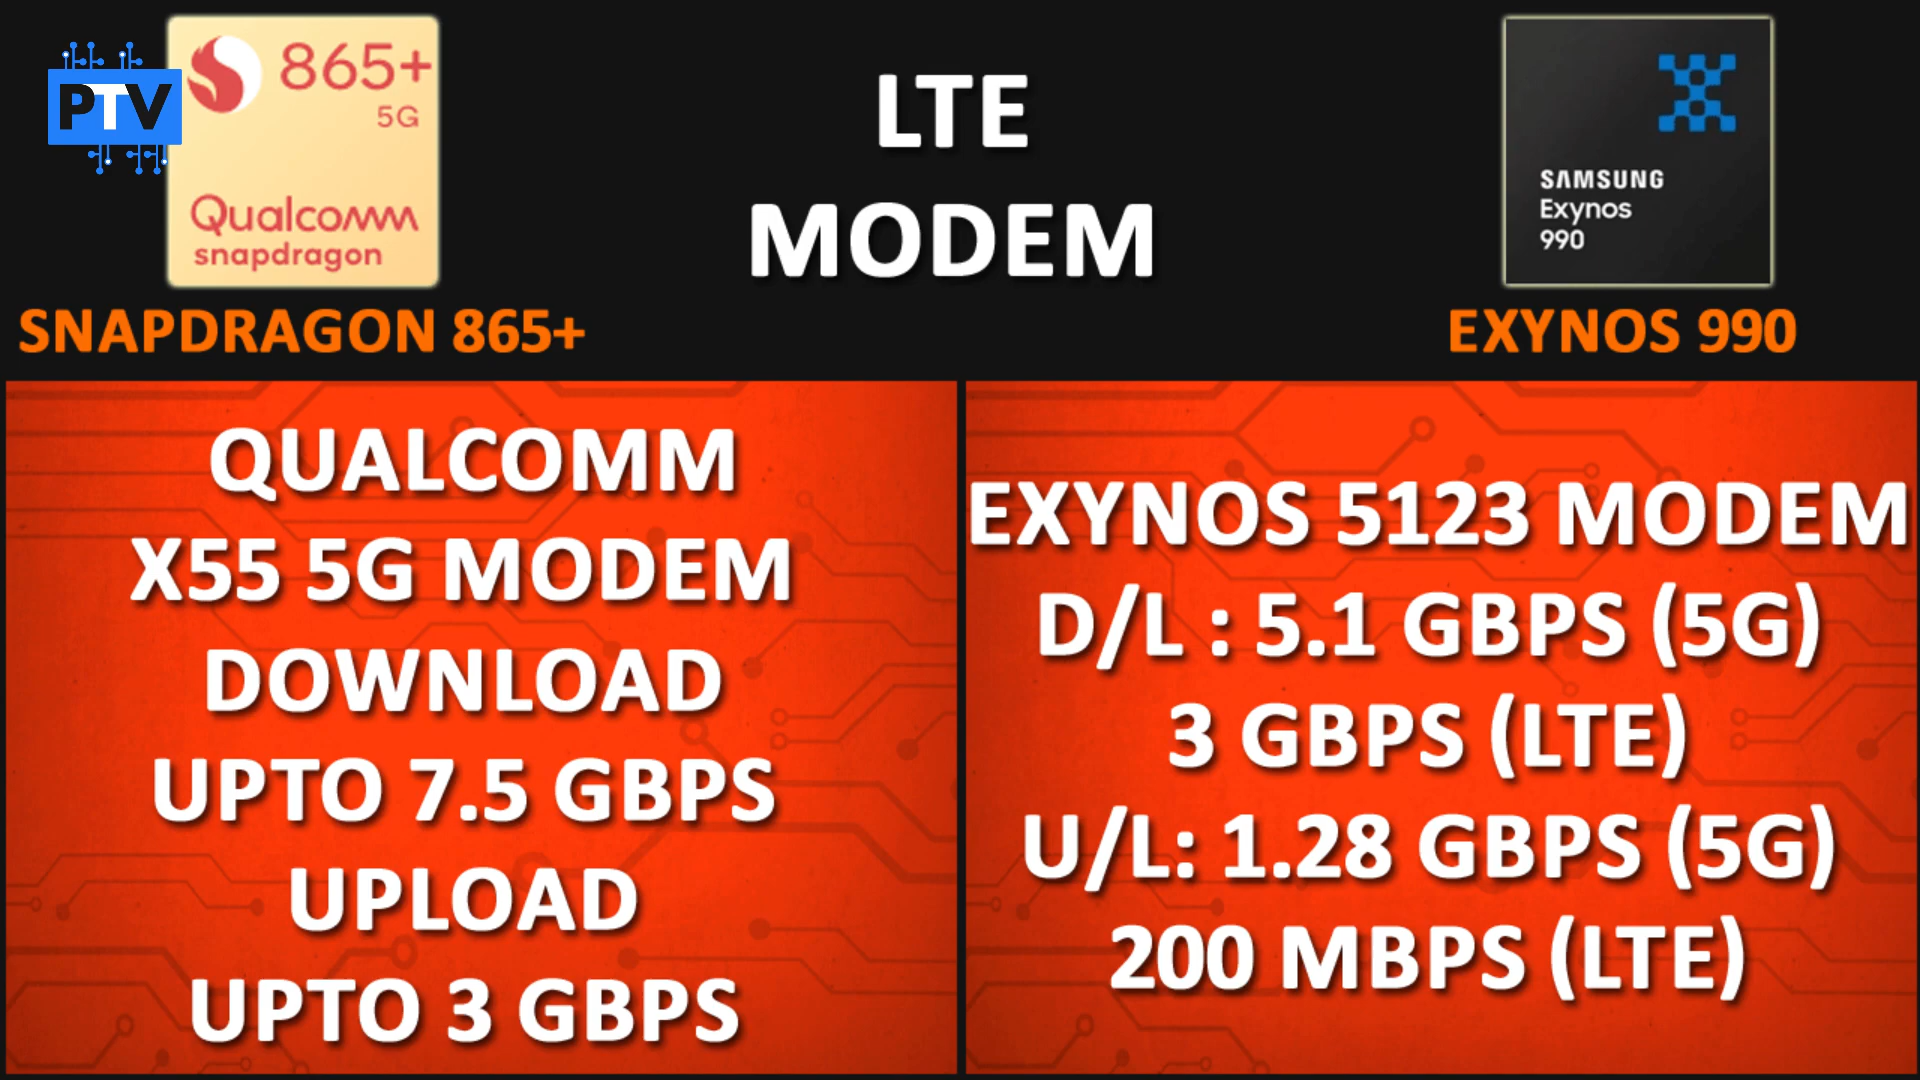 PTV
865+
5G
Qualcomm
snapdragon
LTE
MODEM
SAMSUNG
Exynos
990
SNAPDRAGON 865+
EXYNOS 990
QUALCOMM
X55 5G MODEM
DOWNLOAD
UPTO 7.5 GBPS
UPLOAD
UPTO 3 GBPS
EXYNOS 5123 MODEM
D/L : 5.1 GBPS (5G)
3 GBPS (LTE)
U/L: 1.28 GBPS (5G)
200 MBPS (LTE)